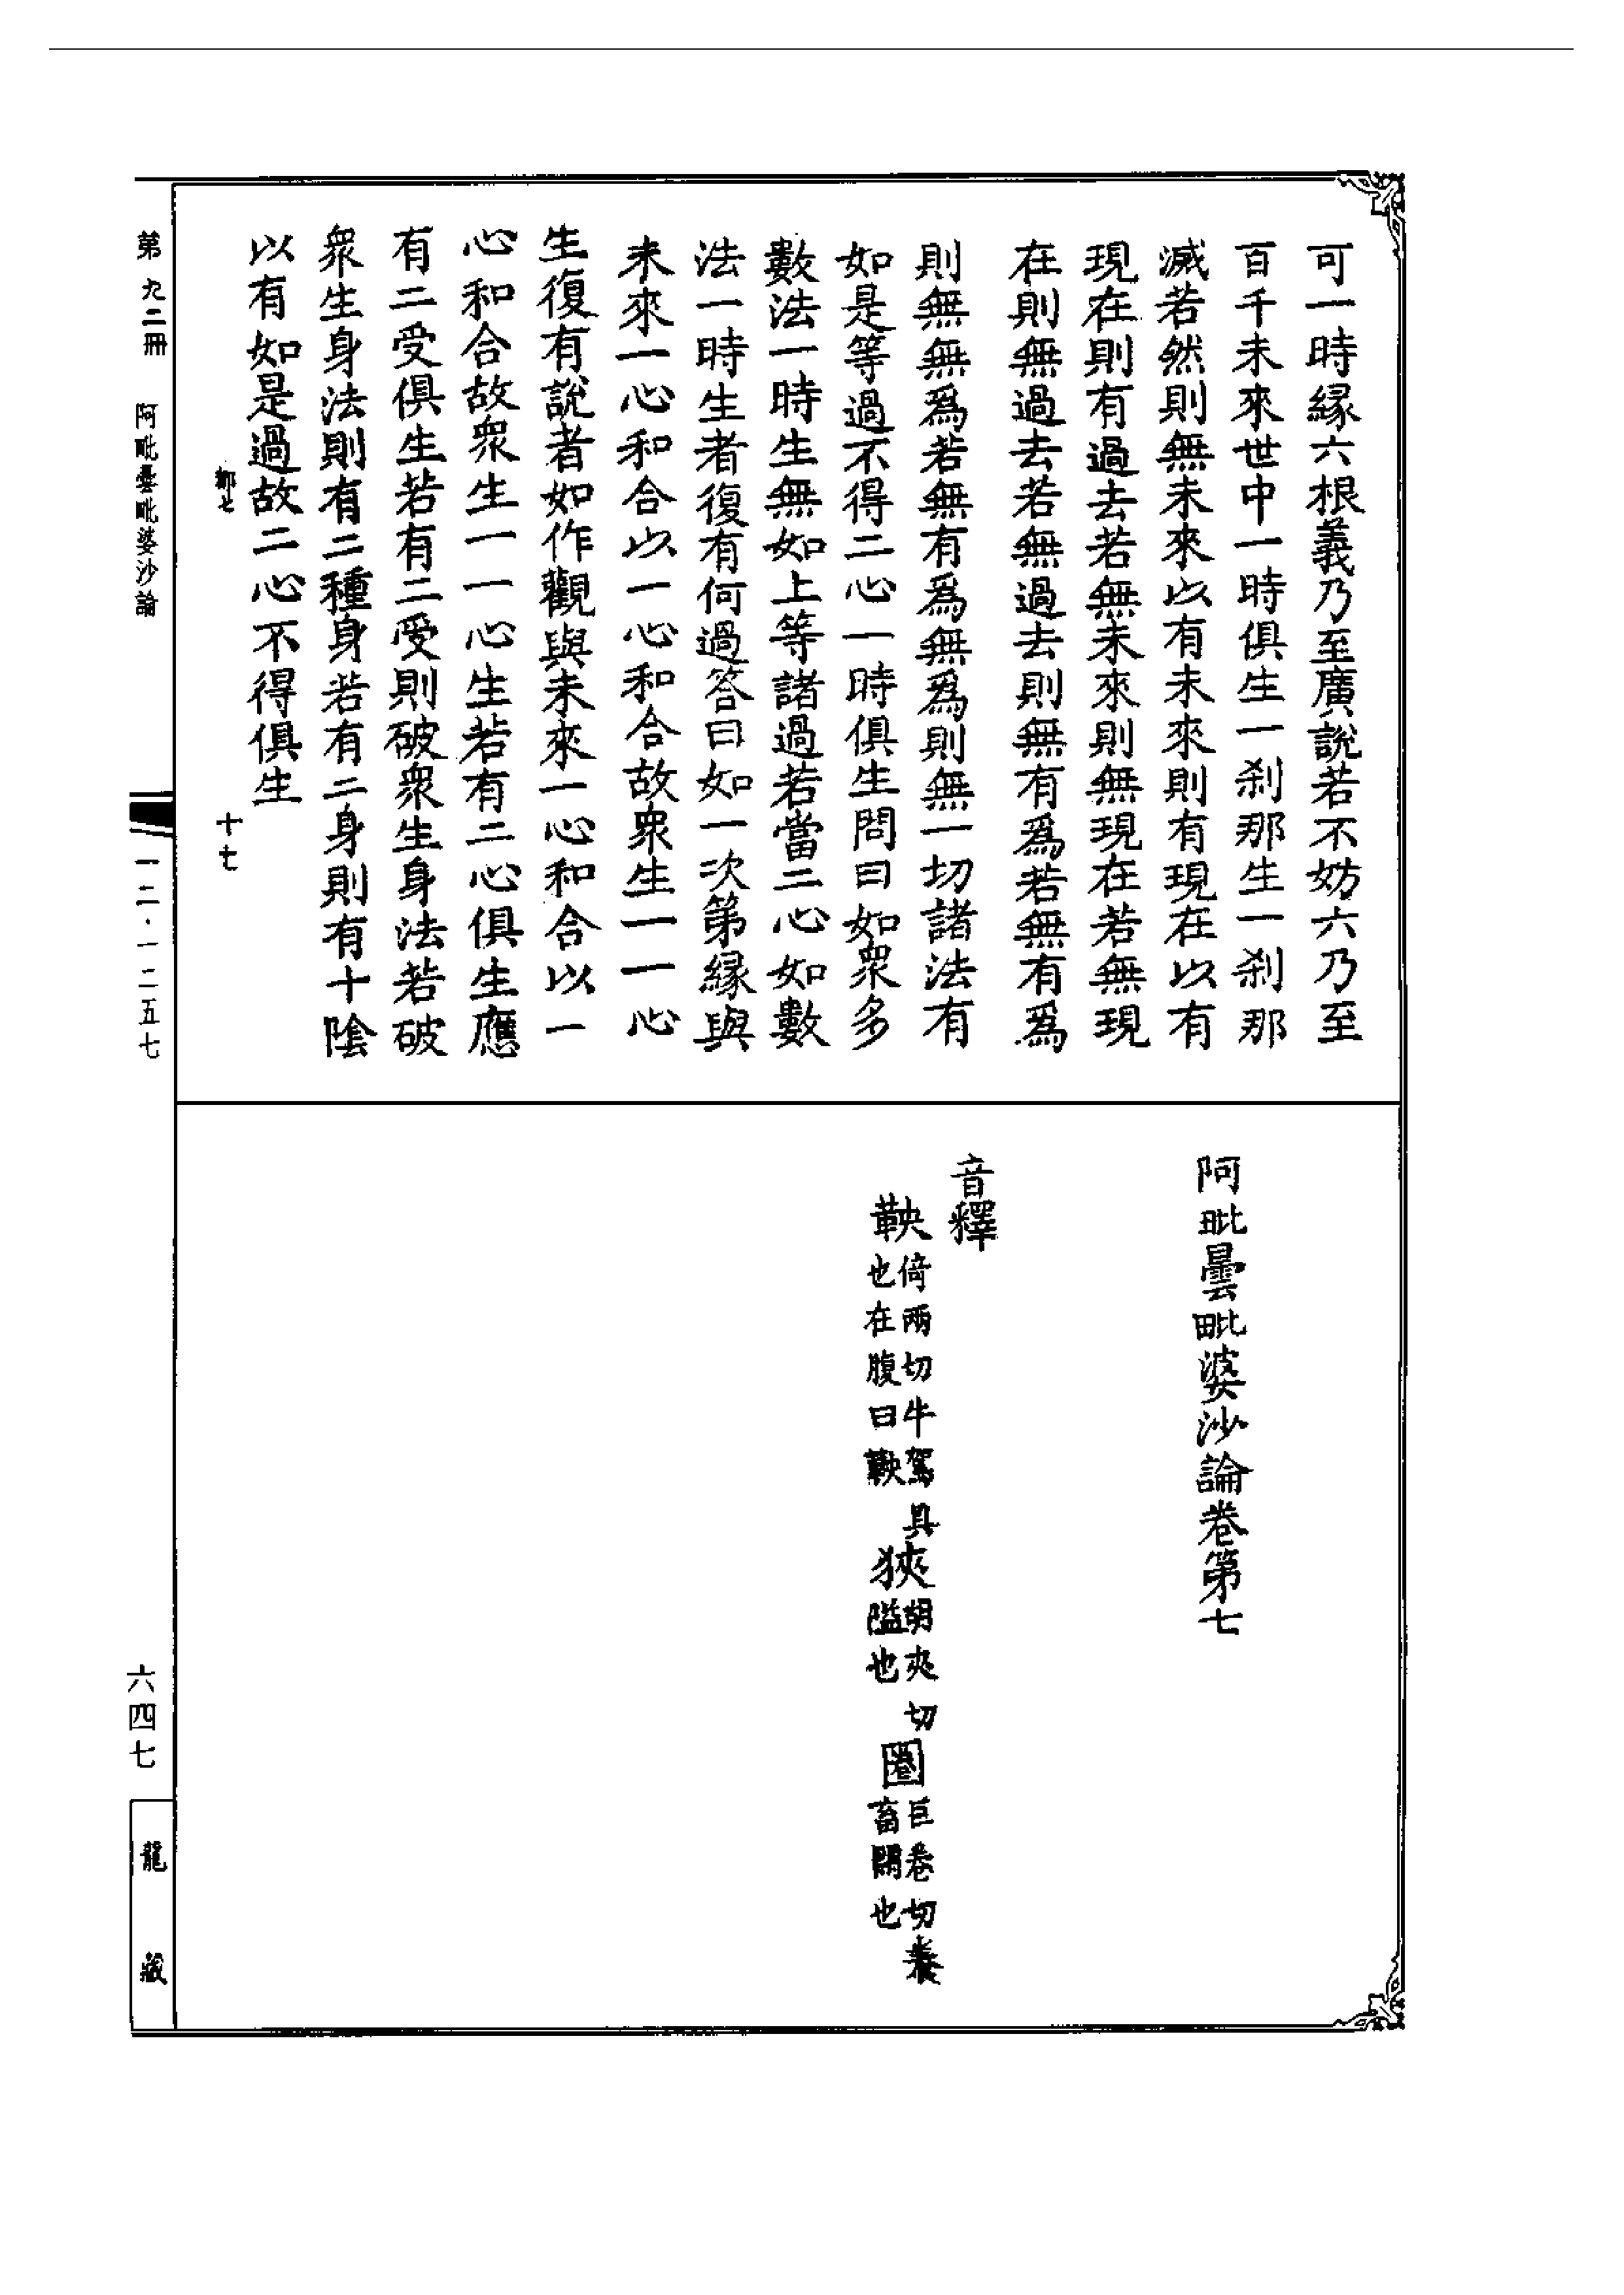 可一時縁六根義乃至廣說若不妨六乃至
百千未來世中一時俱生一刹那生一刹那
滅若然則無未來以有未來則有現在以有
現在則有過去若無未來則無現在若無現
在則無過去若無過去則無有爲若無有爲
則無無爲若無有爲無爲則無一切諸法有
如是等過不得二心一時俱生問曰如衆多
數法一時生無如上等諸過若當二心如數
法一時生者復有何過答曰如一次第縁與
未來一心和合以一心和合故衆生一一心
生復有說者如作觀與未來一心和合以一
心和合故衆生一一心生若有二心俱生應
有二受俱生若有二受則破衆生身法若破
衆生身法則有二種身若有二身則有十陰
以有如是過故二心不得俱生
十七
阿毗曇毗婆沙論卷第七
音釋
鞅倚兩切牛駕具也在腹曰鞅 狹胡夾切隘也 圈巨卷切養畜閑也
第九二冊 阿毗曇毗婆沙論 一二·一二五七 六四七 龍藏